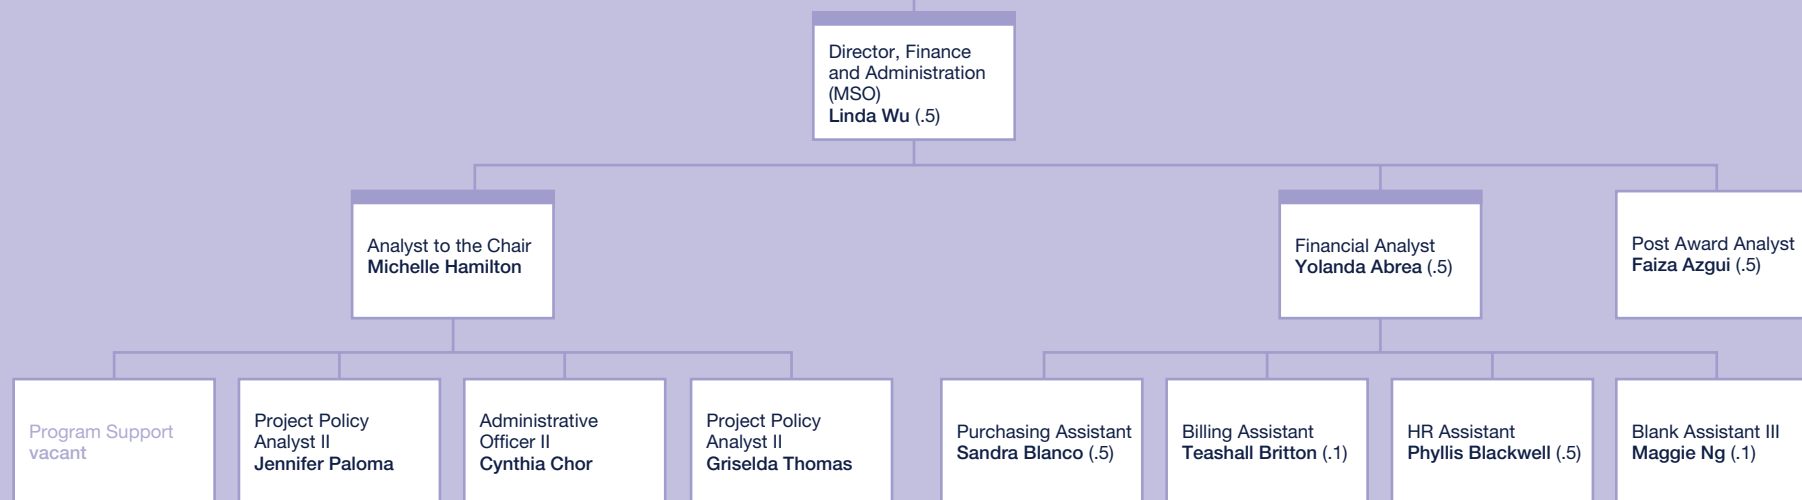 Director, Finance
and Administration
(MSO)
Linda Wu (.5)
Analyst to the Chair
Michelle Hamilton
Financial Analyst
Yolanda Abrea (.5)
Post Award Analyst
Faiza Azgui (.5)
Program Support
vacant
Project Policy
Analyst II
Jennifer Paloma
Administrative
Officer II
Cynthia Chor
Project Policy
Analyst II
Griselda Thomas
Purchasing Assistant
Sandra Blanco (.5)
Billing Assistant
Teashall Britton (.1)
HR Assistant
Phyllis Blackwell (.5)
Blank Assistant III
Maggie Ng (.1)